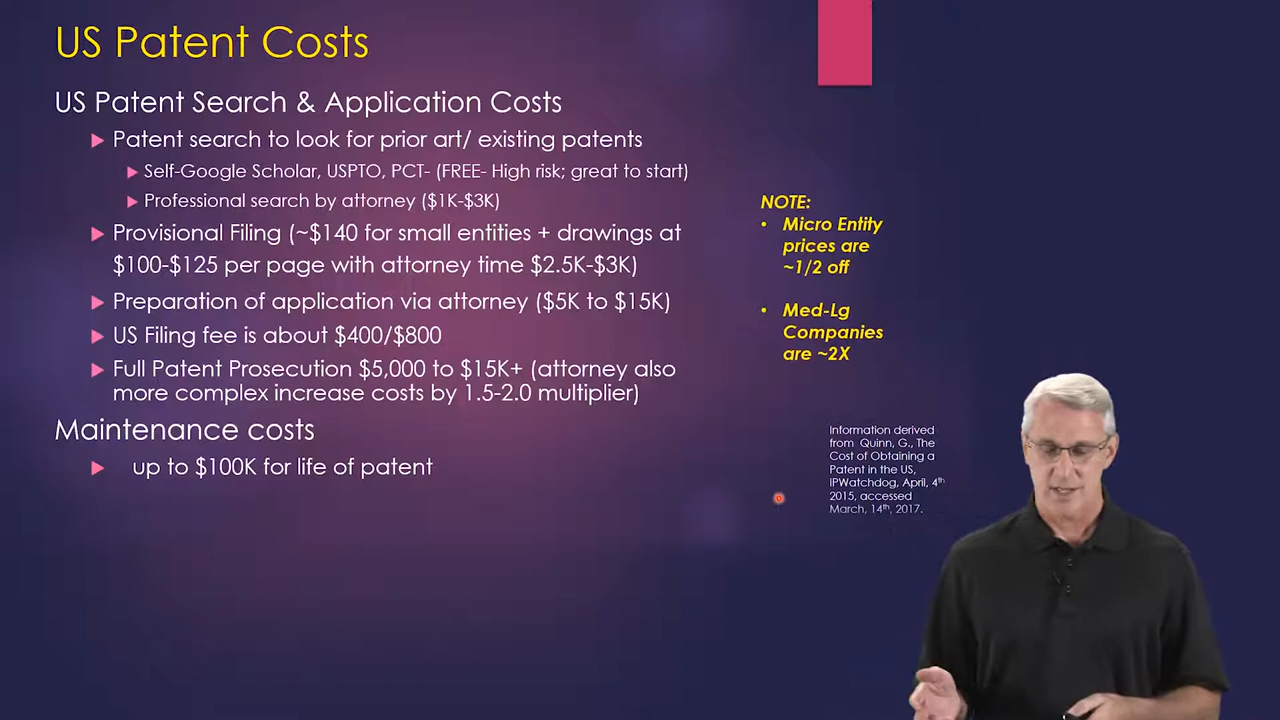 US Patent Costs
US Patent Search & Application Costs
Patent search to look for prior art/ existing patents
Self-Google Scholar, USPTO, PCT- (FREE- High risk; great to start)
Professional search by attorney ($1K-$3K)
Provisional Filing (~$140 for small entities + drawings at
$100-$125 per page with attorney time $2.5K-$3K)
Preparation of application via attorney ($5K to $15K)
US Filing fee is about $400/$800
Full Patent Prosecution $5,000 to $15K+ (attorney also
more complex increase costs by 1.5-2.0 multiplier)
Maintenance costs
up to $100K for life of patent
NOTE:
• Micro Entity
prices are
~1/2 off
• Med-Lg
Companies
are ~2X
Information derived
from Quinn, G., The
Cost of Obtaining a
Patent in the US,
IPWatchdog, April, 4th
2015, accessed
March, 14th, 2017.